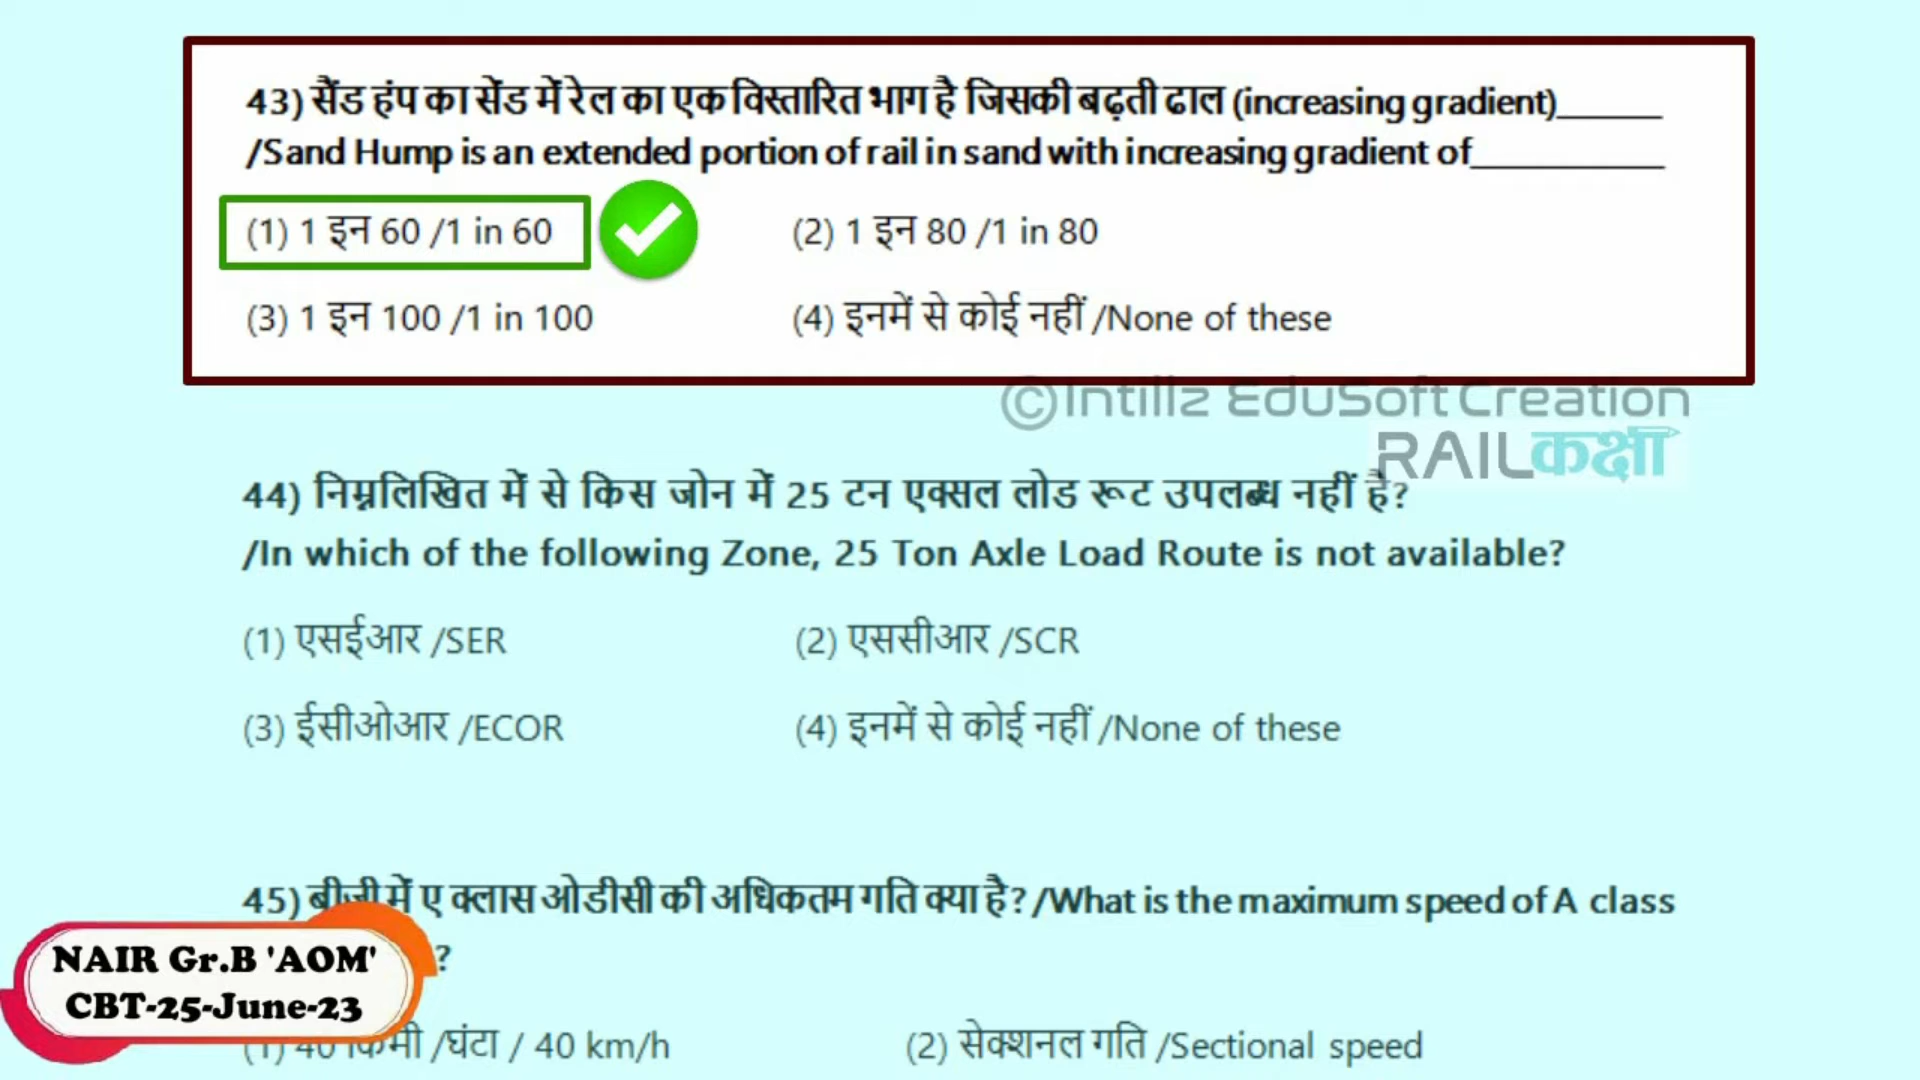 43) सैंड हंप का सेंड में रेल का एक विस्तारित भाग है जिसकी बढ़ती ढाल (increasing gradient)______
/Sand Hump is an extended portion of rail in sand with increasing gradient of___________
(1) 1 इन 60 /1 in 60 (2) 1 इन 80 /1 in 80
(3) 1 इन 100 /1 in 100 (4) इनमें से कोई नहीं /None of these
©Intillz EduSoft Creation
RAILकक्षा
44) निम्नलिखित में से किस जोन में 25 टन एक्सल लोड रूट उपलब्ध नहीं है?
/In which of the following Zone, 25 Ton Axle Load Route is not available?
(1) एसईआर /SER (2) एससीआर /SCR
(3) ईसीओआर /ECOR (4) इनमें से कोई नहीं /None of these
45) बीजी में ए क्लास ओडीसी की अधिकतम गति क्या है? /What is the maximum speed of A class
?
NAIR Gr.B 'AOM'
CBT-25-June-23
(1) 40 किमी /घंटा / 40 km/h (2) सेक्शनल गति /Sectional speed